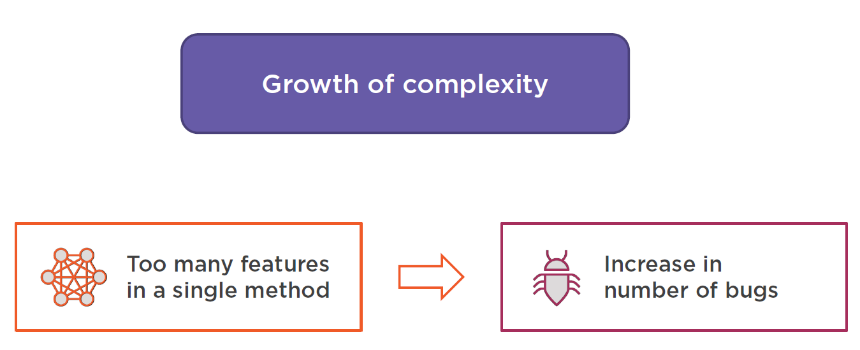 Growth of complexity
Too many features
in a single method
Increase in
number of bugs